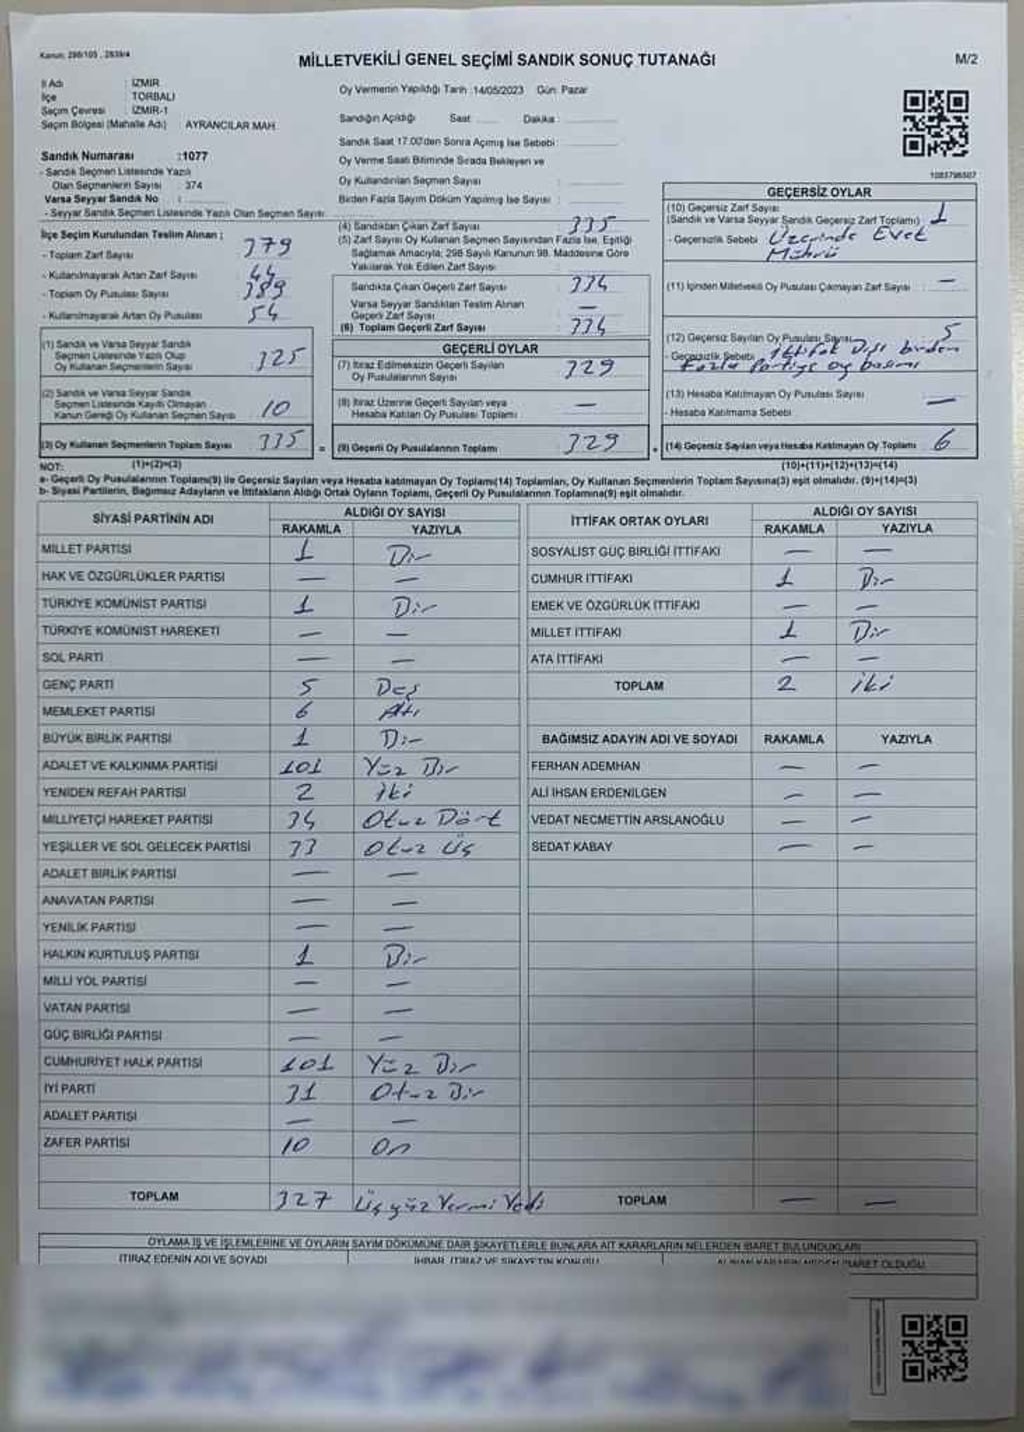 Kanun: 298/105 , 2839/4
MİLLETVEKİLİ GENEL SEÇİMİ SANDIK SONUÇ TUTANAĞI
M/2
İl Adı : İZMİR
İlçe : TORBALI
Seçim Çevresi : İZMİR-1
Seçim Bölgesi (Mahalle Adı) : AYRANCILAR MAH.
Sandık Numarası :1077
- Sandık Seçmen Listesinde Yazılı
Olan Seçmenlerin Sayısı : 374
Varsa Seyyar Sandık No :
- Seyyar Sandık Seçmen Listesinde Yazılı Olan Seçmen Sayısı:
İlçe Seçim Kurulundan Teslim Alınan ;
- Toplam Zarf Sayısı : 379
- Kullanılmayarak Artan Zarf Sayısı : 44
- Toplam Oy Pusulası Sayısı : 389
- Kullanılmayarak Artan Oy Pusulası : 54
Oy Vermenin Yapıldığı Tarih :14/05/2023 Gün: Pazar
Sandığın Açıldığı Saat: Dakika :
Sandık Saat 17:00'den Sonra Açılmış İse Sebebi :
Oy Verme Saati Bitiminde Sırada Bekleyen ve
Oy Kullandırılan Seçmen Sayısı :
Birden Fazla Sayım Döküm Yapılmış İse Sayısı :
(4) Sandıktan Çıkan Zarf Sayısı : 335
(5) Zarf Sayısı Oy Kullanan Seçmen Sayısından Fazla İse, Eşitliği
Sağlamak Amacıyla; 298 Sayılı Kanunun 98. Maddesine Göre
Yakılarak Yok Edilen Zarf Sayısı :
Sandıkta Çıkan Geçerli Zarf Sayısı : 334
Varsa Seyyar Sandıktan Teslim Alınan
Geçerli Zarf Sayısı : —
(6) Toplam Geçerli Zarf Sayısı : 334
1083796507
GEÇERSİZ OYLAR
(10) Geçersiz Zarf Sayısı : 1
(Sandık ve Varsa Seyyar Sandık Geçersiz Zarf Toplamı)
- Geçersizlik Sebebi : Üzerinde Evet
Mührü
(11) İçinden Milletvekili Oy Pusulası Çıkmayan Zarf Sayısı : —
(12) Geçersiz Sayılan Oy Pusulası Sayısı : 5
- Geçersizlik Sebebi : İttifak Dışı birden
fazla partiye oy basımı
(13) Hesaba Katılmayan Oy Pusulası Sayısı : —
- Hesaba Katılmama Sebebi
(14) Geçersiz Sayılan veya Hesaba Katılmayan Oy Toplamı : 6
(10)+(11)+(12)+(13)=(14)
(1) Sandık ve Varsa Seyyar Sandık
Seçmen Listesinde Yazılı Olup
Oy Kullanan Seçmen Sayısı : 325
(2) Sandık ve Varsa Seyyar Sandık
Seçmen Listesinde Kayıtlı Olmayan
Kanun Gereği Oy Kullanan Seçmen Sayısı : 10
(3) Oy Kullanan Seçmenlerin Toplam Sayısı : 335 =
(1)+(2)=(3)
GEÇERLİ OYLAR
(7) İtiraz Edilmeksizin Geçerli Sayılan
Oy Pusulalarının Sayısı : 329
(8) İtiraz Üzerine Geçerli Sayılan veya
Hesaba Katılan Oy Pusulası Toplamı : —
(9) Geçerli Oy Pusulalarının Toplamı : 329 +
NOT:
a- Geçerli Oy Pusulalarının Toplamı(9) ile Geçersiz Sayılan veya Hesaba katılmayan Oy Toplamı(14) Toplamları, Oy Kullanan Seçmenlerin Toplam Sayısına(3) eşit olmalıdır. (9)+(14)=(3)
b- Siyasi Partilerin, Bağımsız Adayların ve İttifakların Aldığı Ortak Oyların Toplamı, Geçerli Oy Pusulalarının Toplamına(9) eşit olmalıdır.
SİYASİ PARTİNİN ADI ALDIĞI OY SAYISI
RAKAMLA YAZIYLA
MİLLET PARTİSİ 1 Bir
HAK VE ÖZGÜRLÜKLER PARTİSİ — —
TÜRKİYE KOMÜNİST PARTİSİ 1 Bir
TÜRKİYE KOMÜNİST HAREKETİ — —
SOL PARTİ — —
GENÇ PARTİ 5 Beş
MEMLEKET PARTİSİ 6 Altı
BÜYÜK BİRLİK PARTİSİ 1 Bir
ADALET VE KALKINMA PARTİSİ 101 Yüz Bir
YENİDEN REFAH PARTİSİ 2 İki
MİLLİYETÇİ HAREKET PARTİSİ 34 Otuz Dört
YEŞİLLER VE SOL GELECEK PARTİSİ 33 Otuz Üç
ADALET BİRLİK PARTİSİ — —
ANAVATAN PARTİSİ — —
YENİLİK PARTİSİ — —
HALKIN KURTULUŞ PARTİSİ 1 Bir
MİLLİ YOL PARTİSİ — —
VATAN PARTİSİ — —
GÜÇ BİRLİĞİ PARTİSİ — —
CUMHURİYET HALK PARTİSİ 101 Yüz Bir
İYİ PARTİ 31 Otuz Bir
ADALET PARTİSİ — —
ZAFER PARTİSİ 10 On
TOPLAM 327 Üçyüz Yirmi Yedi
İTTİFAK ORTAK OYLARI ALDIĞI OY SAYISI
RAKAMLA YAZIYLA
SOSYALİST GÜÇ BİRLİĞİ İTTİFAKI — —
CUMHUR İTTİFAKI 1 Bir
EMEK VE ÖZGÜRLÜK İTTİFAKI — —
MİLLET İTTİFAKI 1 Bir
ATA İTTİFAKI — —
TOPLAM 2 İki
BAĞIMSIZ ADAYIN ADI VE SOYADI RAKAMLA YAZIYLA
FERHAN ADEMHAN — —
ALİ İHSAN ERDENİLGEN — —
VEDAT NECMETTİN ARSLANOĞLU — —
SEDAT KABAY — —
TOPLAM — —
OYLAMA İŞ VE İŞLEMLERİNE VE OYLARIN SAYIM DÖKÜMÜNE DAİR ŞİKAYETLERLE BUNLARA AİT KARARLARIN NELERDEN İBARET BULUNDUKLARI
İTİRAZ EDENİN ADI VE SOYADI İHBAR, İTİRAZ VE ŞİKAYETİN KONUSU